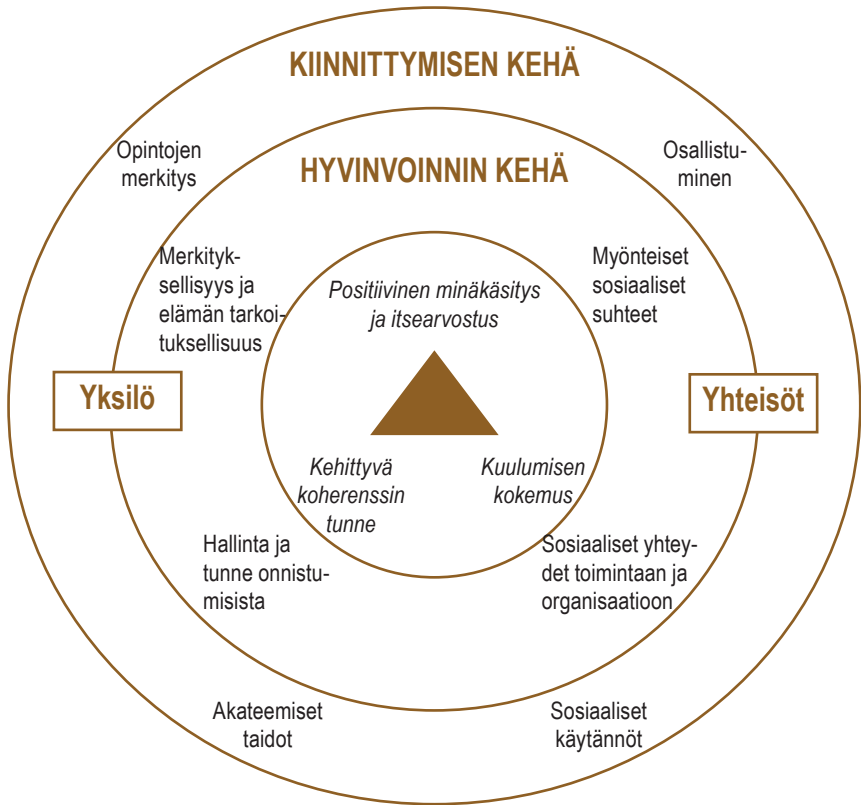 KIINNITTYMISEN KEHÄ
Opintojen
merkitys
Osallistu-
minen
HYVINVOINNIN KEHÄ
Merkityk-
sellisyys ja
elämän tarkoi-
tuksellisuus
Myönteiset
sosiaaliset
suhteet
Positiivinen minäkäsitys
ja itsearvostus
Yksilö
Yhteisöt
Kehittyvä
koherenssin
tunne
Kuulumisen
kokemus
Hallinta ja
tunne onnistu-
misista
Sosiaaliset yhtey-
det toimintaan ja
organisaatioon
Akateemiset
taidot
Sosiaaliset
käytännöt